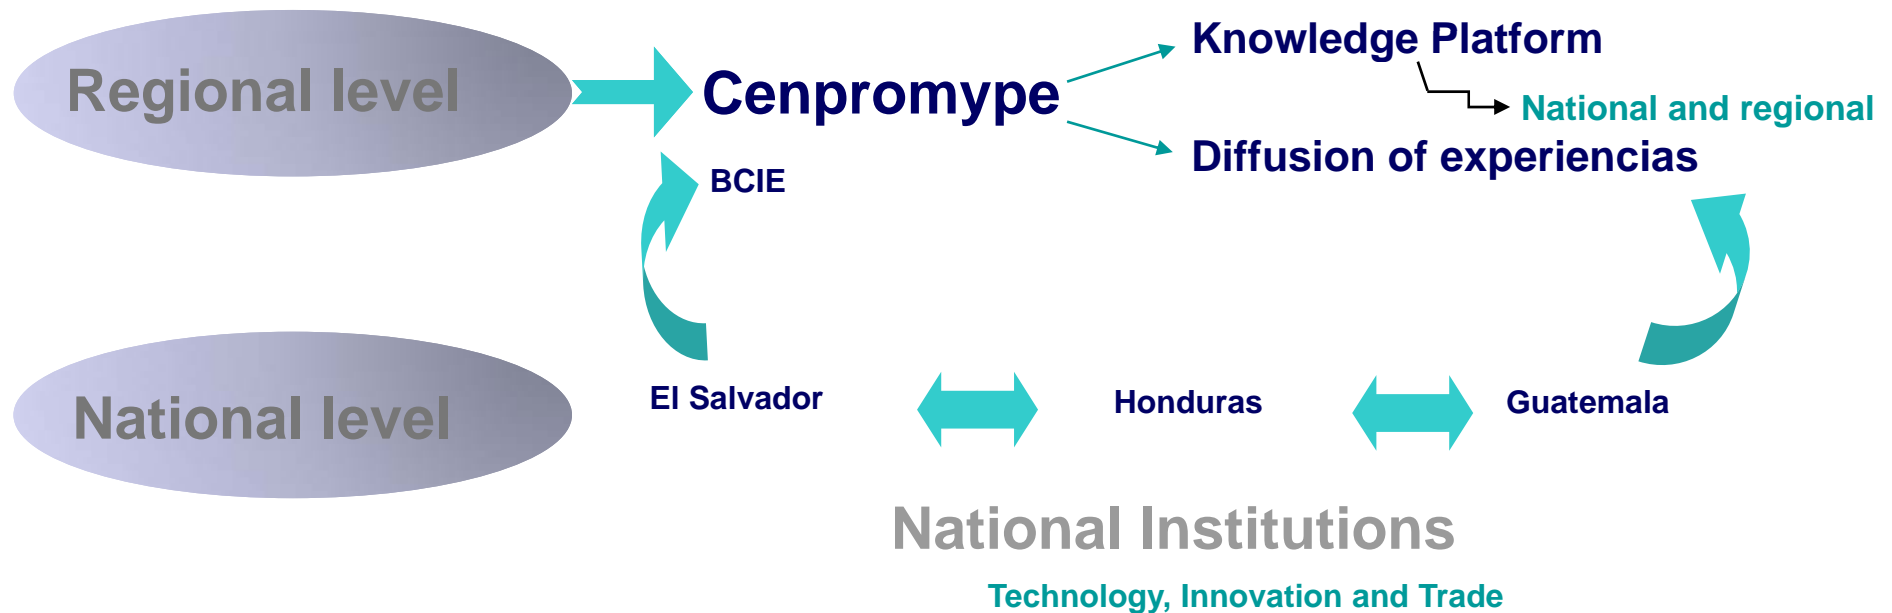 Regional level
Cenpromype
Knowledge Platform
National and regional
Diffusion of experiencias
BCIE
National level
El Salvador
Honduras
Guatemala
National Institutions
Technology, Innovation and Trade